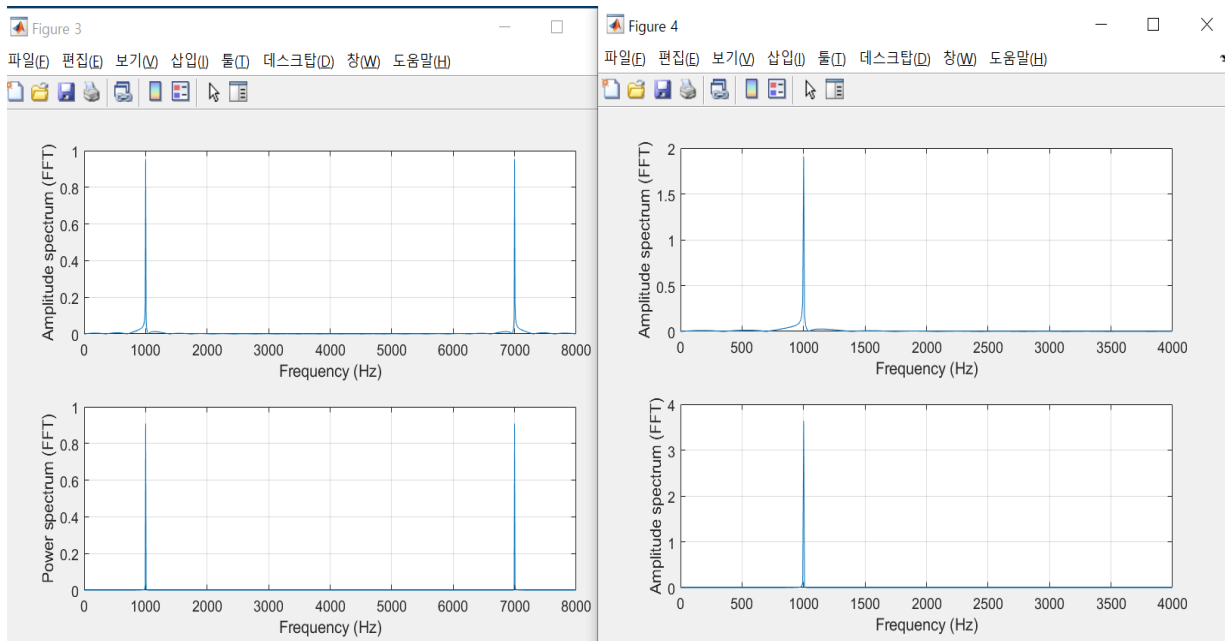 Figure 3
파일(F) 편집(E) 보기(V) 삽입(I) 툴(T) 데스크탑(D) 창(W) 도움말(H)
Amplitude spectrum (FFT)
1
0.8
0.6
0.4
0.2
0
0 1000 2000 3000 4000 5000 6000 7000 8000
Frequency (Hz)
Power spectrum (FFT)
1
0.8
0.6
0.4
0.2
0
0 1000 2000 3000 4000 5000 6000 7000 8000
Frequency (Hz)
Figure 4
파일(F) 편집(E) 보기(V) 삽입(I) 툴(T) 데스크탑(D) 창(W) 도움말(H)
Amplitude spectrum (FFT)
2
1.5
1
0.5
0
0 500 1000 1500 2000 2500 3000 3500 4000
Frequency (Hz)
Amplitude spectrum (FFT)
4
3
2
1
0
0 500 1000 1500 2000 2500 3000 3500 4000
Frequency (Hz)